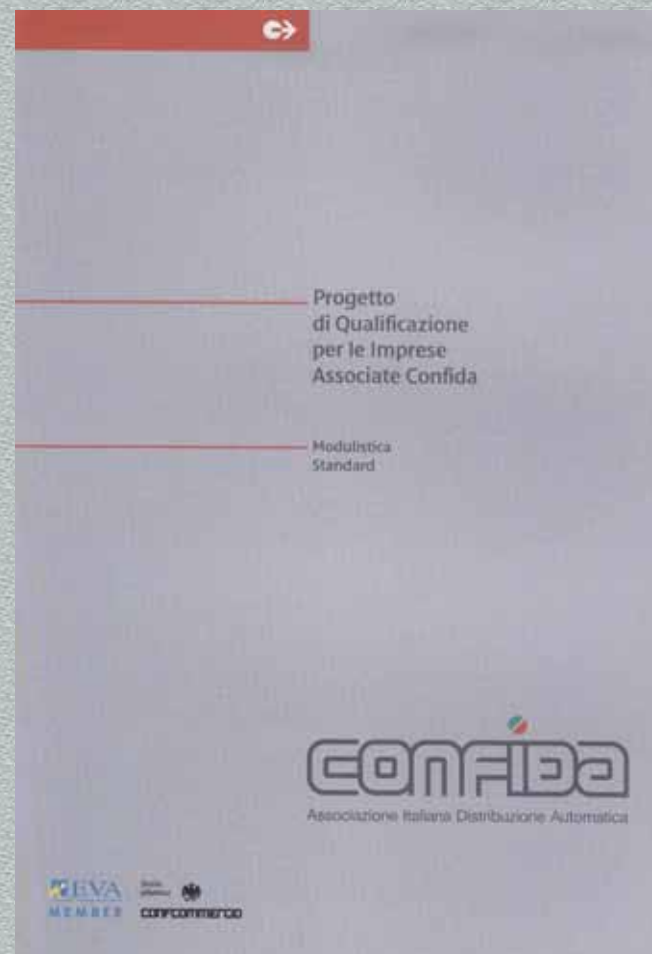 Progetto
di Qualificazione
per le Imprese
Associate Confida
Modulistica
Standard
CONFIDA
Associazione Italiana Distribuzione Automatica
EVA
MEMBER
CONFCOMMERCIO